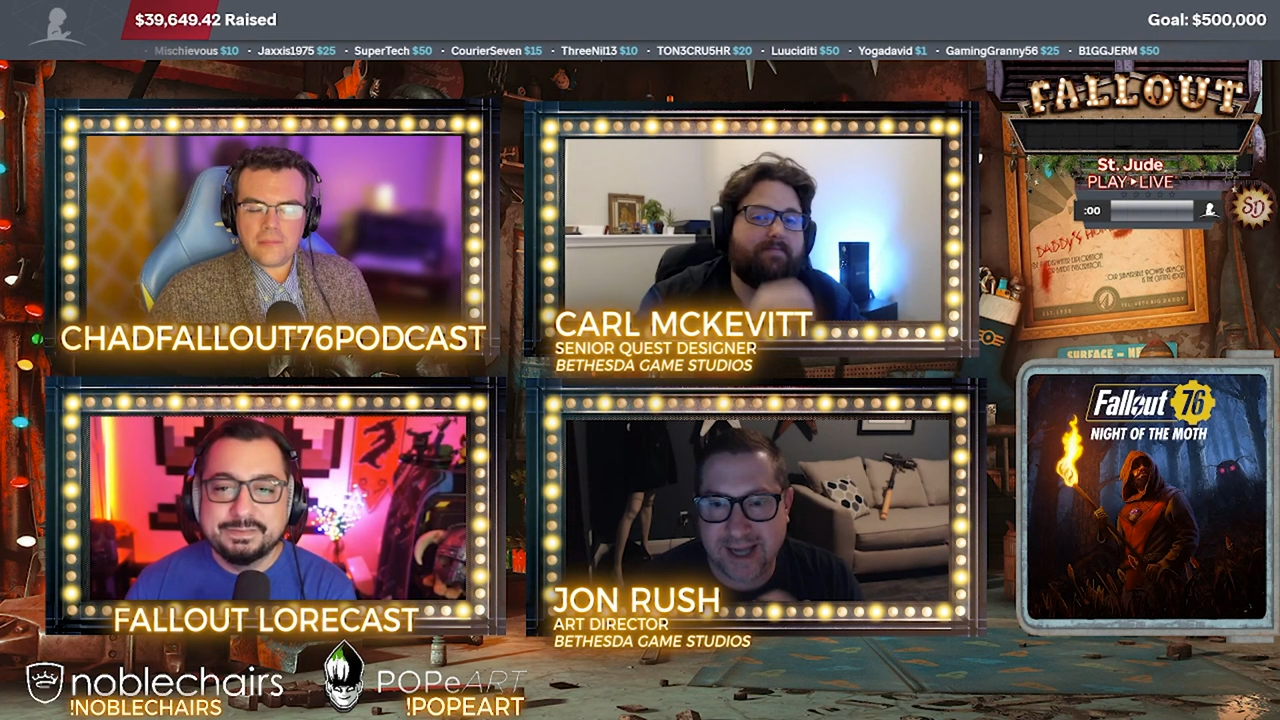 $39,649.42 Raised
Goal: $500,000
Mischievous $10 · Jaxxis1975 $25 · SuperTech $50 · CourierSeven $15 · ThreeNil13 $10 · TON3CRU5HR $20 · Luuciditi $50 · Yogadavid $1 · GamingGranny56 $25 · B1GGJERM $50
FALLOUT
St. Jude
PLAY LIVE
:00
DADDY'S
CHADFALLOUT76PODCAST
CARL MCKEVITT
SENIOR QUEST DESIGNER
BETHESDA GAME STUDIOS
Fallout 76
NIGHT OF THE MOTH
FALLOUT LORECAST
JON RUSH
ART DIRECTOR
BETHESDA GAME STUDIOS
noblechairs
!NOBLECHAIRS
POPeART
!POPEART